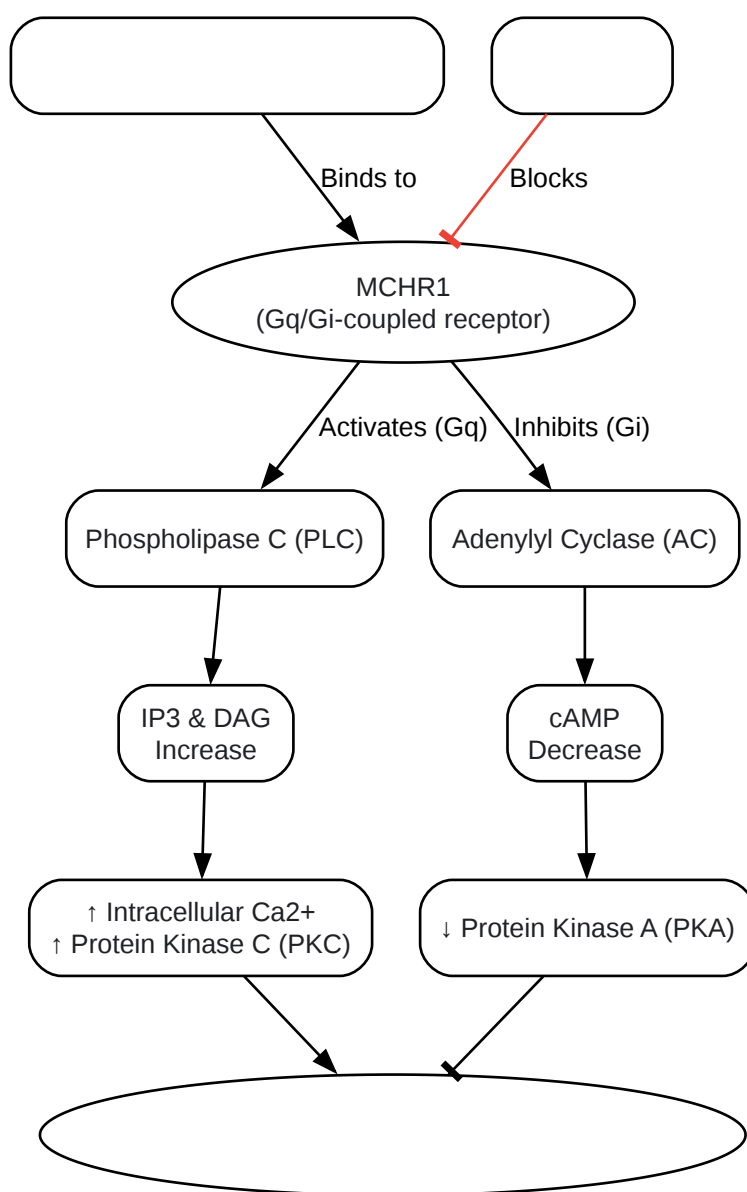 Binds to
Blocks
MCHR1
(Gq/Gi-coupled receptor)
Activates (Gq)
Inhibits (Gi)
Phospholipase C (PLC)
Adenylyl Cyclase (AC)
IP3 & DAG
Increase
cAMP
Decrease
↑ Intracellular Ca2+
↑ Protein Kinase C (PKC)
↓ Protein Kinase A (PKA)